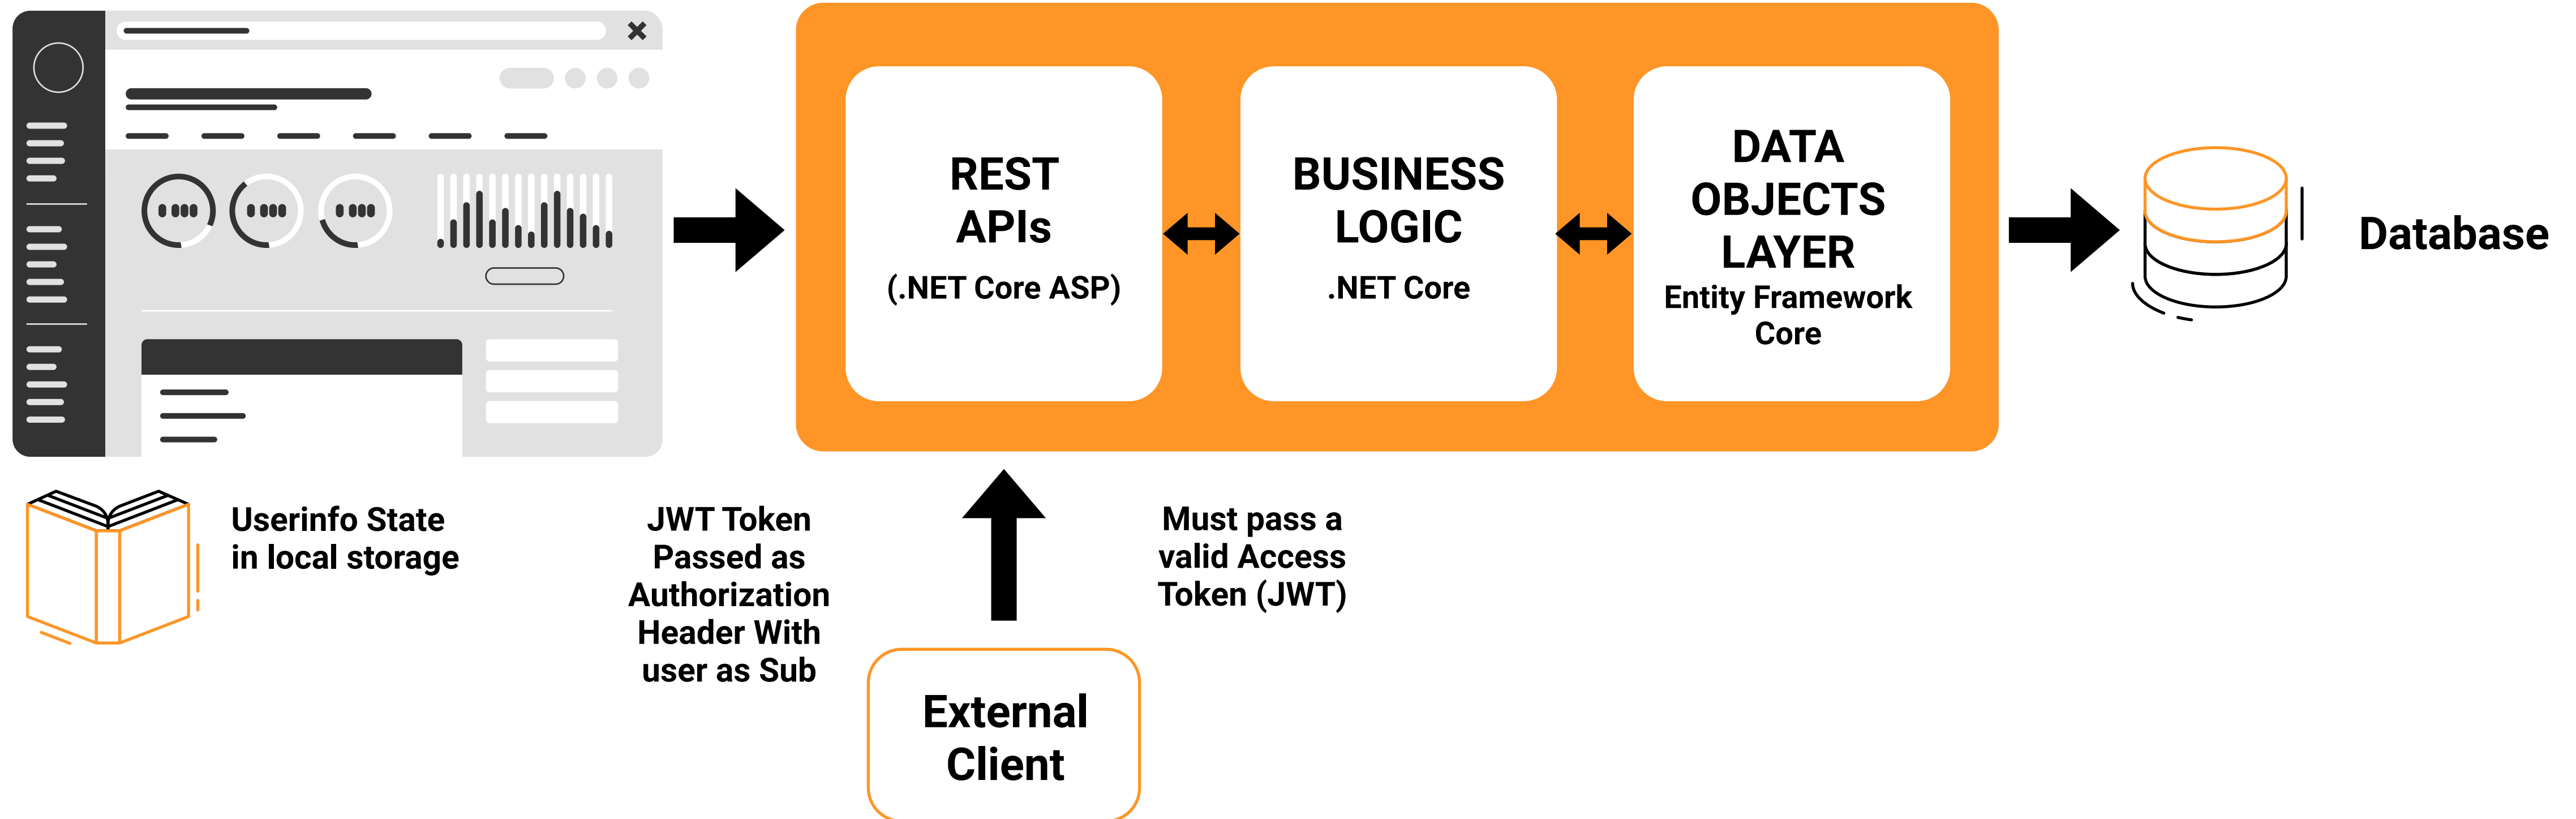 REST
APIs
(.NET Core ASP)
BUSINESS
LOGIC
.NET Core
DATA
OBJECTS
LAYER
Entity Framework
Core
Database
Userinfo State
in local storage
JWT Token
Passed as
Authorization
Header With
user as Sub
Must pass a
valid Access
Token (JWT)
External
Client